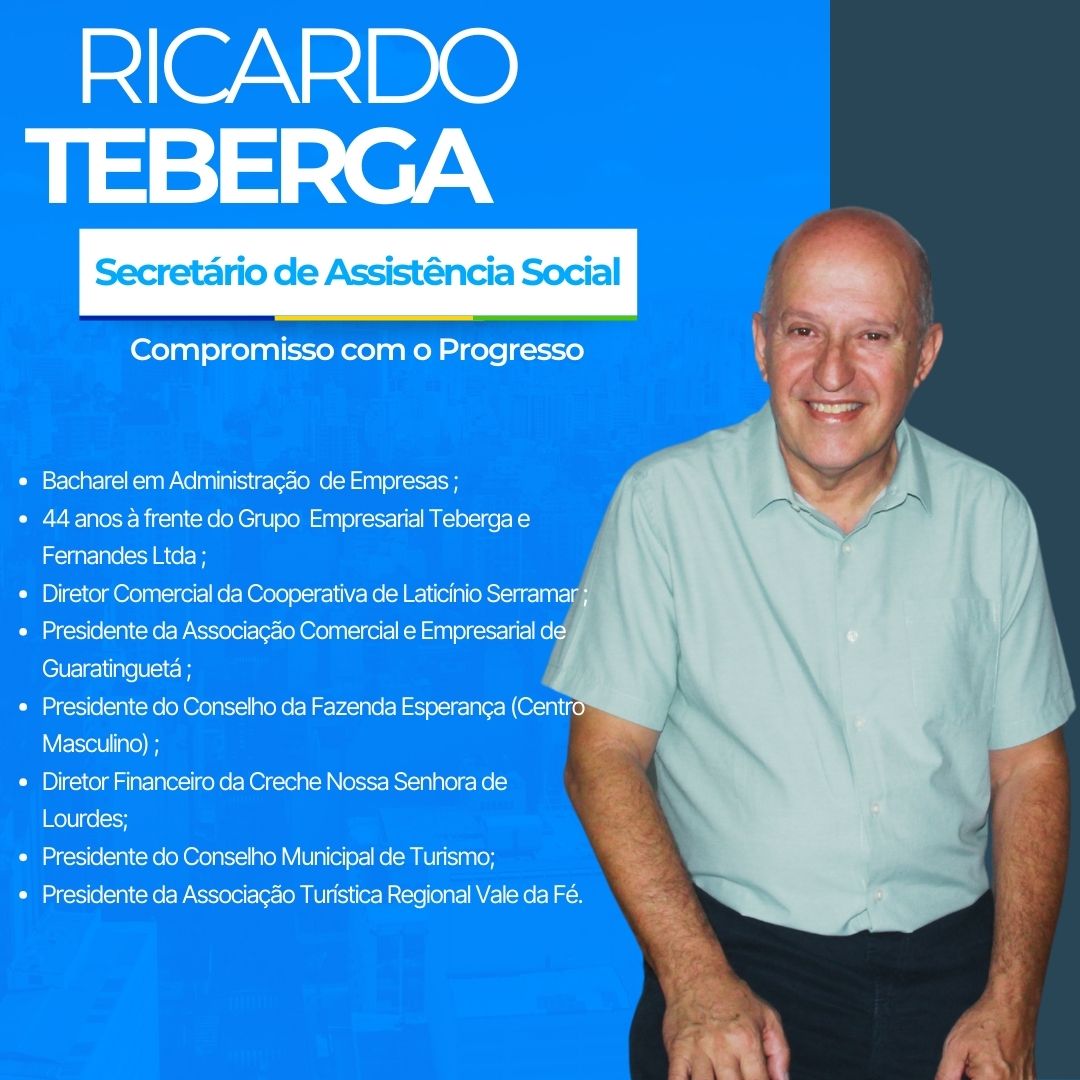 RICARDO
TEBERGA
Secretário de Assistência Social
Compromisso com o Progresso
• Bacharel em Administração  de Empresas ;
• 44 anos à frente do Grupo  Empresarial Teberga e
Fernandes Ltda ;
• Diretor Comercial da Cooperativa de Laticínio Serramar ;
• Presidente da Associação Comercial e Empresarial de
Guaratinguetá ;
• Presidente do Conselho da Fazenda Esperança (Centro
Masculino) ;
• Diretor Financeiro da Creche Nossa Senhora de
Lourdes;
• Presidente do Conselho Municipal de Turismo;
• Presidente da Associação Turística Regional Vale da Fé.